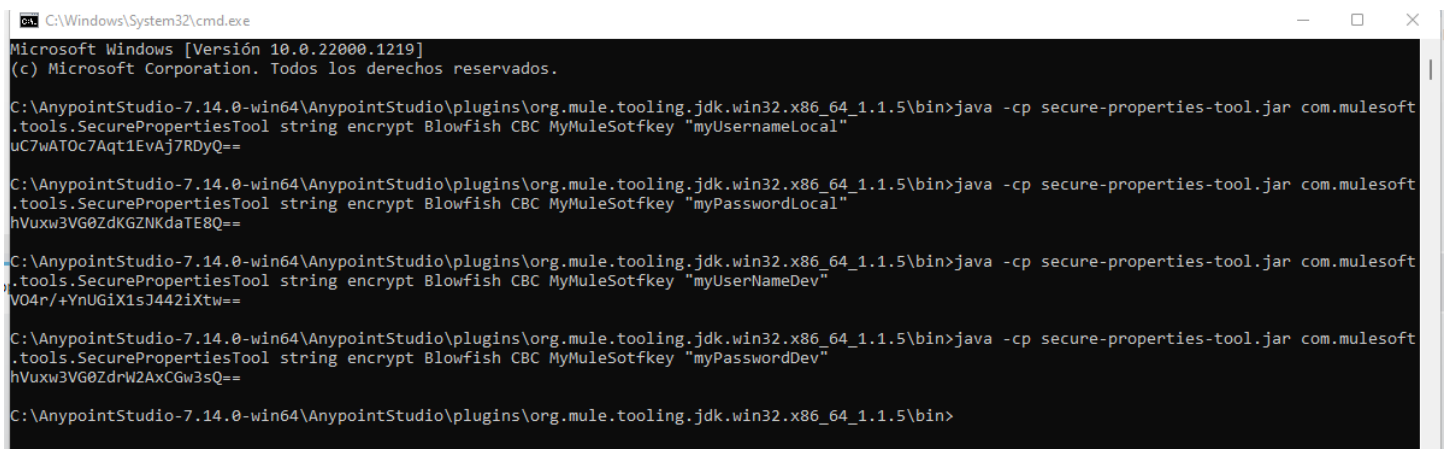 C:\Windows\System32\cmd.exe
Microsoft Windows [Versión 10.0.22000.1219]
(c) Microsoft Corporation. Todos los derechos reservados.
C:\AnypointStudio-7.14.0-win64\AnypointStudio\plugins\org.mule.tooling.jdk.win32.x86_64_1.1.5\bin>java -cp secure-properties-tool.jar com.mulesoft
.tools.SecurePropertiesTool string encrypt Blowfish CBC MyMuleSotfkey "myUsernameLocal"
uC7wATOc7Aqt1EvAj7RDyQ==
C:\AnypointStudio-7.14.0-win64\AnypointStudio\plugins\org.mule.tooling.jdk.win32.x86_64_1.1.5\bin>java -cp secure-properties-tool.jar com.mulesoft
.tools.SecurePropertiesTool string encrypt Blowfish CBC MyMuleSotfkey "myPasswordLocal"
hVuxw3VG0ZdKGZNKdaTE8Q==
C:\AnypointStudio-7.14.0-win64\AnypointStudio\plugins\org.mule.tooling.jdk.win32.x86_64_1.1.5\bin>java -cp secure-properties-tool.jar com.mulesoft
.tools.SecurePropertiesTool string encrypt Blowfish CBC MyMuleSotfkey "myUserNameDev"
VO4r/+YnUGiX1sJ442iXtw==
C:\AnypointStudio-7.14.0-win64\AnypointStudio\plugins\org.mule.tooling.jdk.win32.x86_64_1.1.5\bin>java -cp secure-properties-tool.jar com.mulesoft
.tools.SecurePropertiesTool string encrypt Blowfish CBC MyMuleSotfkey "myPasswordDev"
hVuxw3VG0ZdrW2AxCGw3sQ==
C:\AnypointStudio-7.14.0-win64\AnypointStudio\plugins\org.mule.tooling.jdk.win32.x86_64_1.1.5\bin>